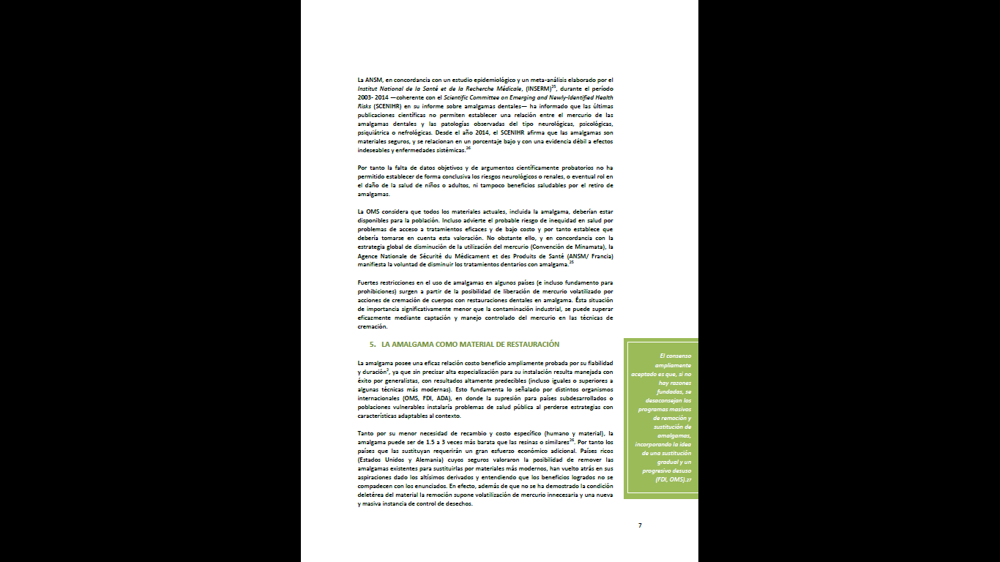 La ANSM, en concordancia con un estudio epidemiológico y un meta-análisis elaborado por el
Institut National de la Santé et de la Recherche Médicale, (INSERM)25, durante el período
2003- 2014 —coherente con el Scientific Committee on Emerging and Newly-Identified Health
Risks (SCENIHR) en su informe sobre amalgamas dentales— ha informado que las últimas
publicaciones científicas no permiten establecer una relación entre el mercurio de las
amalgamas dentales y las patologías observadas del tipo neurológicas, psicológicas,
psiquiátrica o nefrológicas. Desde el año 2014, el SCENIHR afirma que las amalgamas son
materiales seguros, y se relacionan en un porcentaje bajo y con una evidencia débil a efectos
indeseables y enfermedades sistémicas.26
Por tanto la falta de datos objetivos y de argumentos científicamente probatorios no ha
permitido establecer de forma conclusiva los riesgos neurológicos o renales, o eventual rol en
el daño de la salud de niños o adultos, ni tampoco beneficios saludables por el retiro de
amalgamas.
La OMS considera que todos los materiales actuales, incluida la amalgama, deberían estar
disponibles para la población. Incluso advierte el probable riesgo de inequidad en salud por
problemas de acceso a tratamientos eficaces y de bajo costo y por tanto establece que
debería tomarse en cuenta esta valoración. No obstante ello, y en concordancia con la
estrategia global de disminución de la utilización del mercurio (Convención de Minamata), la
Agence Nationale de Sécurité du Médicament et des Produits de Santé (ANSM/ Francia)
manifiesta la voluntad de disminuir los tratamientos dentarios con amalgama.25
Fuertes restricciones en el uso de amalgamas en algunos países (e incluso fundamento para
prohibiciones) surgen a partir de la posibilidad de liberación de mercurio volatilizado por
acciones de cremación de cuerpos con restauraciones dentales en amalgama. Ésta situación
de importancia significativamente menor que la contaminación industrial, se puede superar
eficazmente mediante captación y manejo controlado del mercurio en las técnicas de
cremación.
5. LA AMALGAMA COMO MATERIAL DE RESTAURACIÓN
La amalgama posee una eficaz relación costo beneficio ampliamente probada por su fiabilidad
y duración3, ya que sin precisar alta especialización para su instalación resulta manejada con
éxito por generalistas, con resultados altamente predecibles (incluso iguales o superiores a
algunas técnicas más modernas). Esto fundamenta lo señalado por distintos organismos
internacionales (OMS, FDI, ADA), en donde la supresión para países subdesarrollados o
poblaciones vulnerables instalaría problemas de salud pública al perderse estrategias con
características adaptables al contexto.
Tanto por su menor necesidad de recambio y costo específico (humano y material), la
amalgama puede ser de 1.5 a 3 veces más barata que las resinas o similares26. Por tanto los
países que las sustituyan requerirán un gran esfuerzo económico adicional. Países ricos
(Estados Unidos y Alemania) cuyos seguros valoraron la posibilidad de remover las
amalgamas existentes para sustituirlas por materiales más modernos, han vuelto atrás en sus
aspiraciones dado los altísimos derivados y entendiendo que los beneficios logrados no se
compadecen con los enunciados. En efecto, además de que no se ha demostrado la condición
deletérea del material la remoción supone volatilización de mercurio innecesaria y una nueva
y masiva instancia de control de desechos.
El consenso
ampliamente
aceptado es que, si no
hay razones
fundadas, se
desaconsejan los
programas masivos
de remoción y
sustitución de
amalgamas,
incorporando la idea
de una sustitución
gradual y un
progresivo desuso
(FDI, OMS).27
7